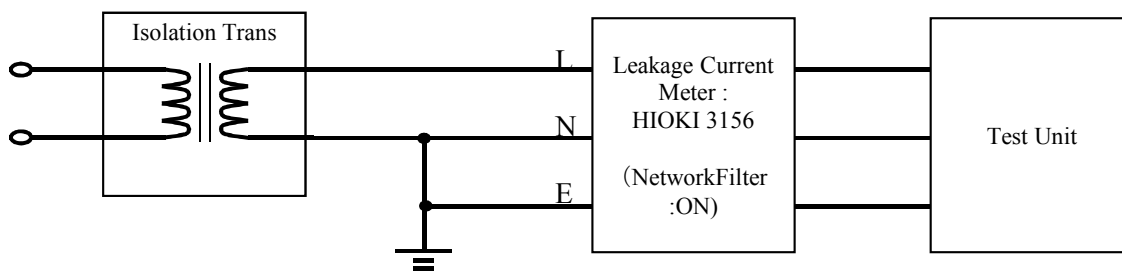 Isolation Trans
L
N
E
Leakage Current
Meter :
HIOKI 3156
（NetworkFilter
:ON)
Test Unit